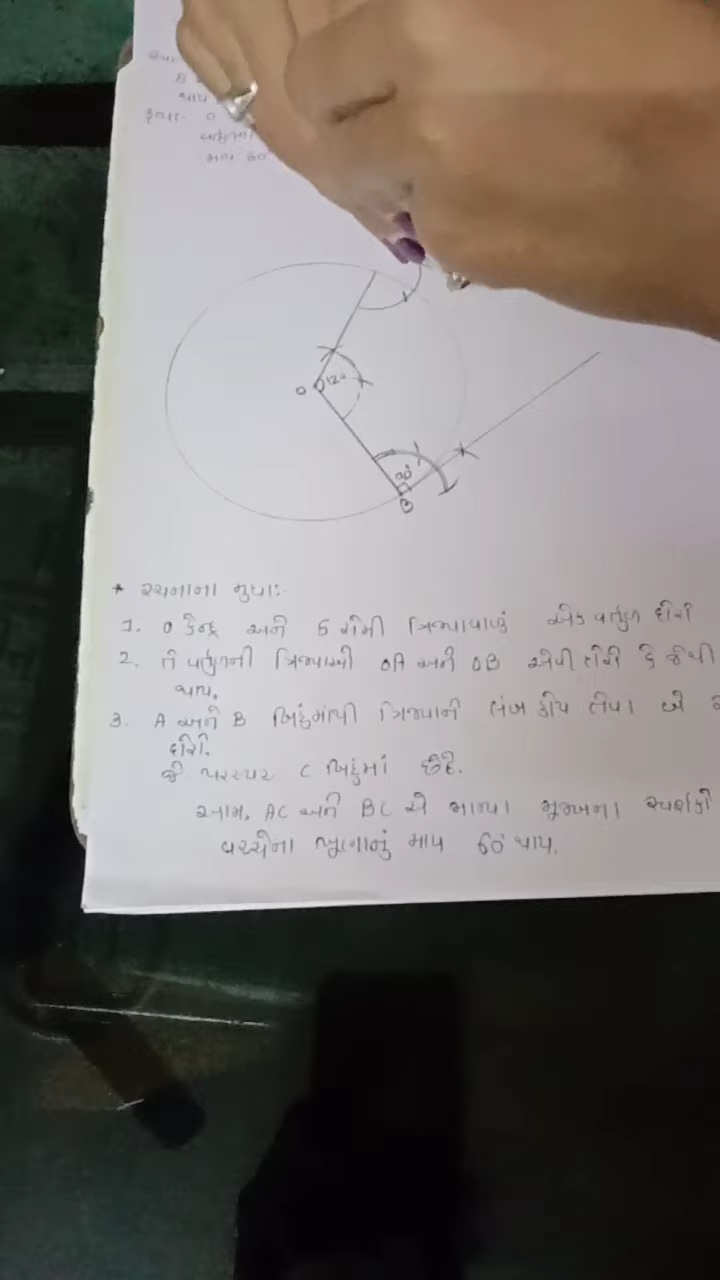 O 120
90°
B
* રચનાના મુદ્દા:-
1. O કેન્દ્ર અને 5 સેમી ત્રિજ્યાવાળું એક વર્તુળ દોરો
2. તે વર્તુળની ત્રિજ્યાઓ OA અને OB એવી દોરો કે જેથી
થાય.
3. A અને B બિંદુમાંથી ત્રિજ્યાની લંબ હોય તેવા બે
દોરો.
જે પરસ્પર C બિંદુમાં છેદે.
આમ, AC અને BC એ માગ્યા મુજબના સ્પર્શકો
વચ્ચેના ખૂણાનું માપ 60° થાય.